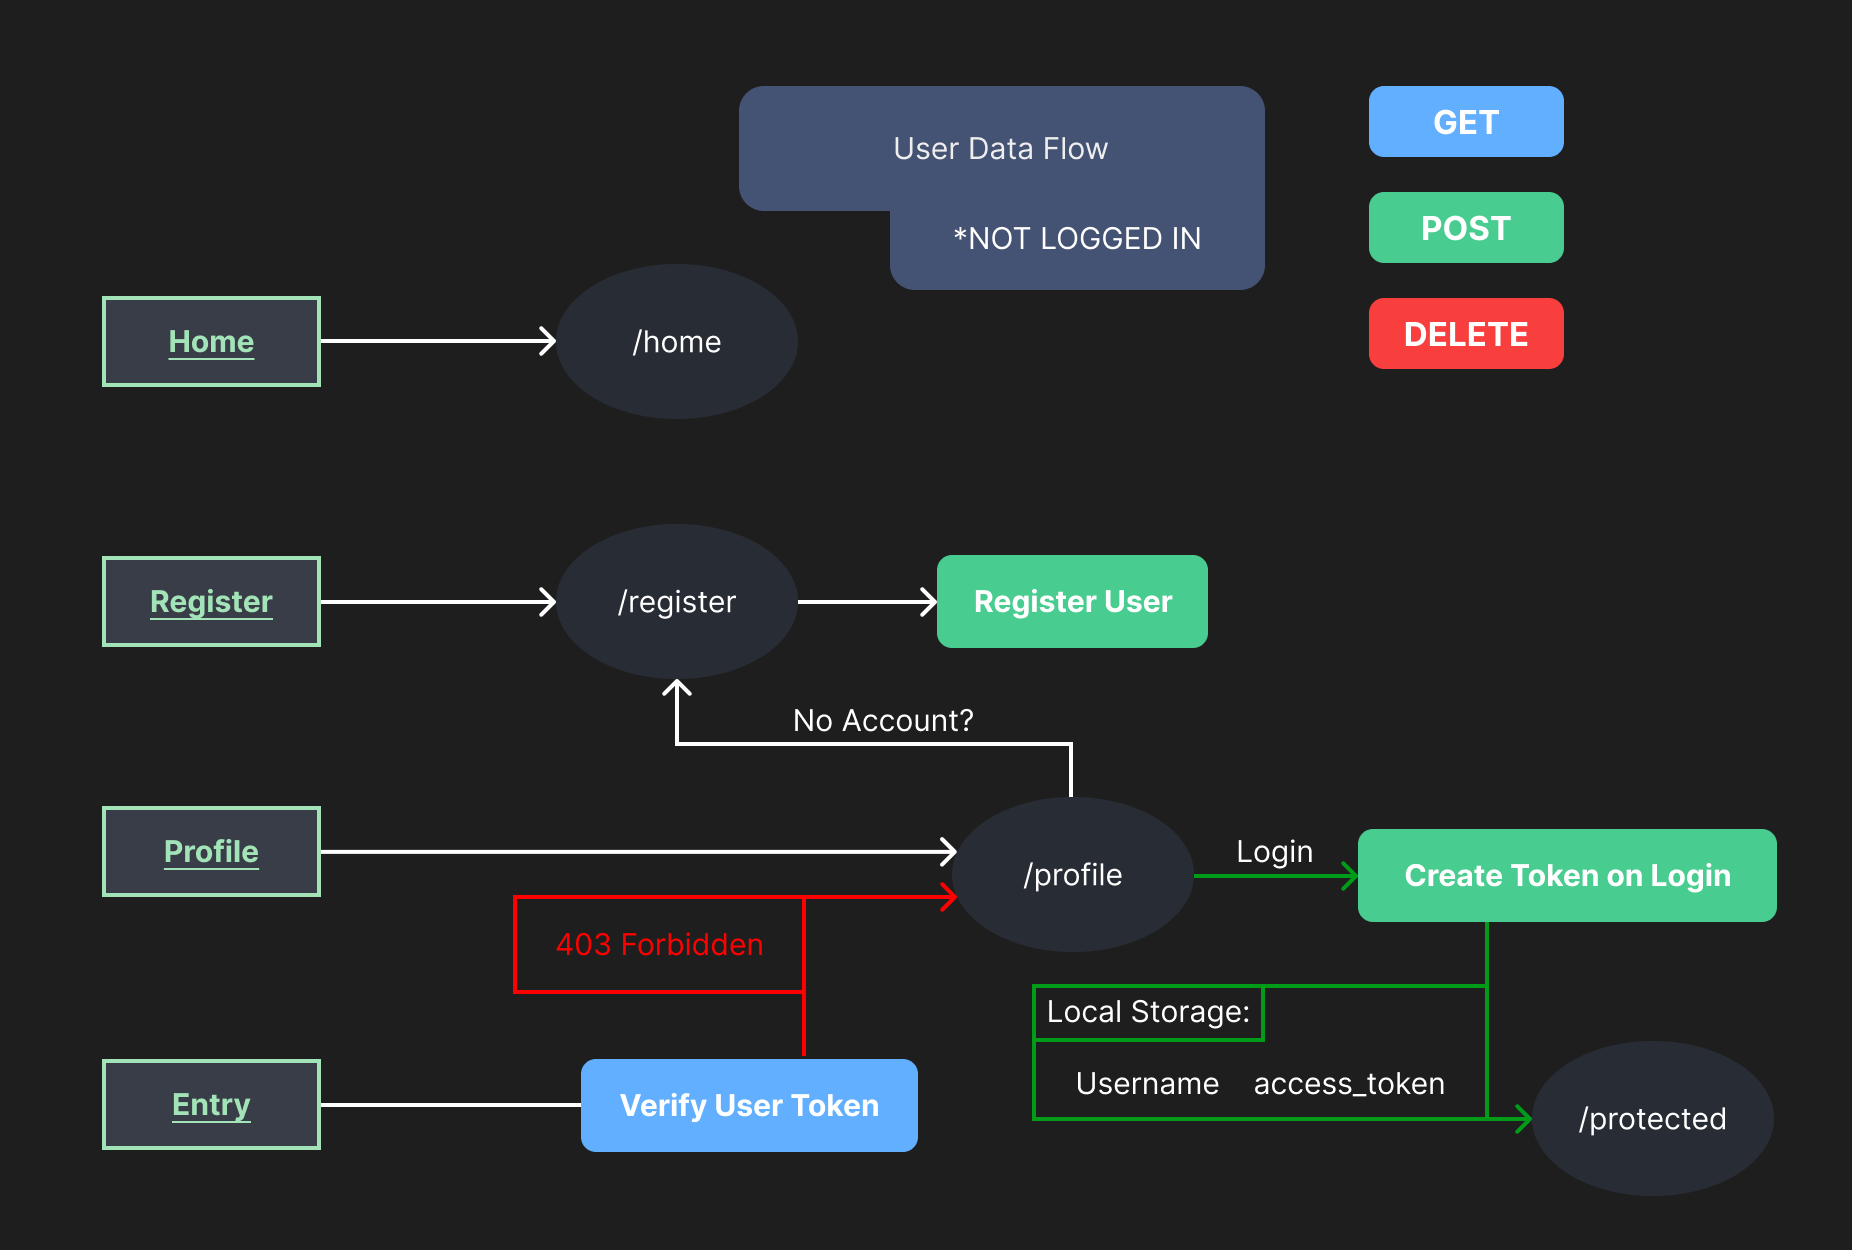 User Data Flow
*NOT LOGGED IN
GET
POST
DELETE
Home
/home
Register
/register
Register User
No Account?
Profile
/profile
Login
Create Token on Login
403 Forbidden
Local Storage:
Username access_token
Entry
Verify User Token
/protected